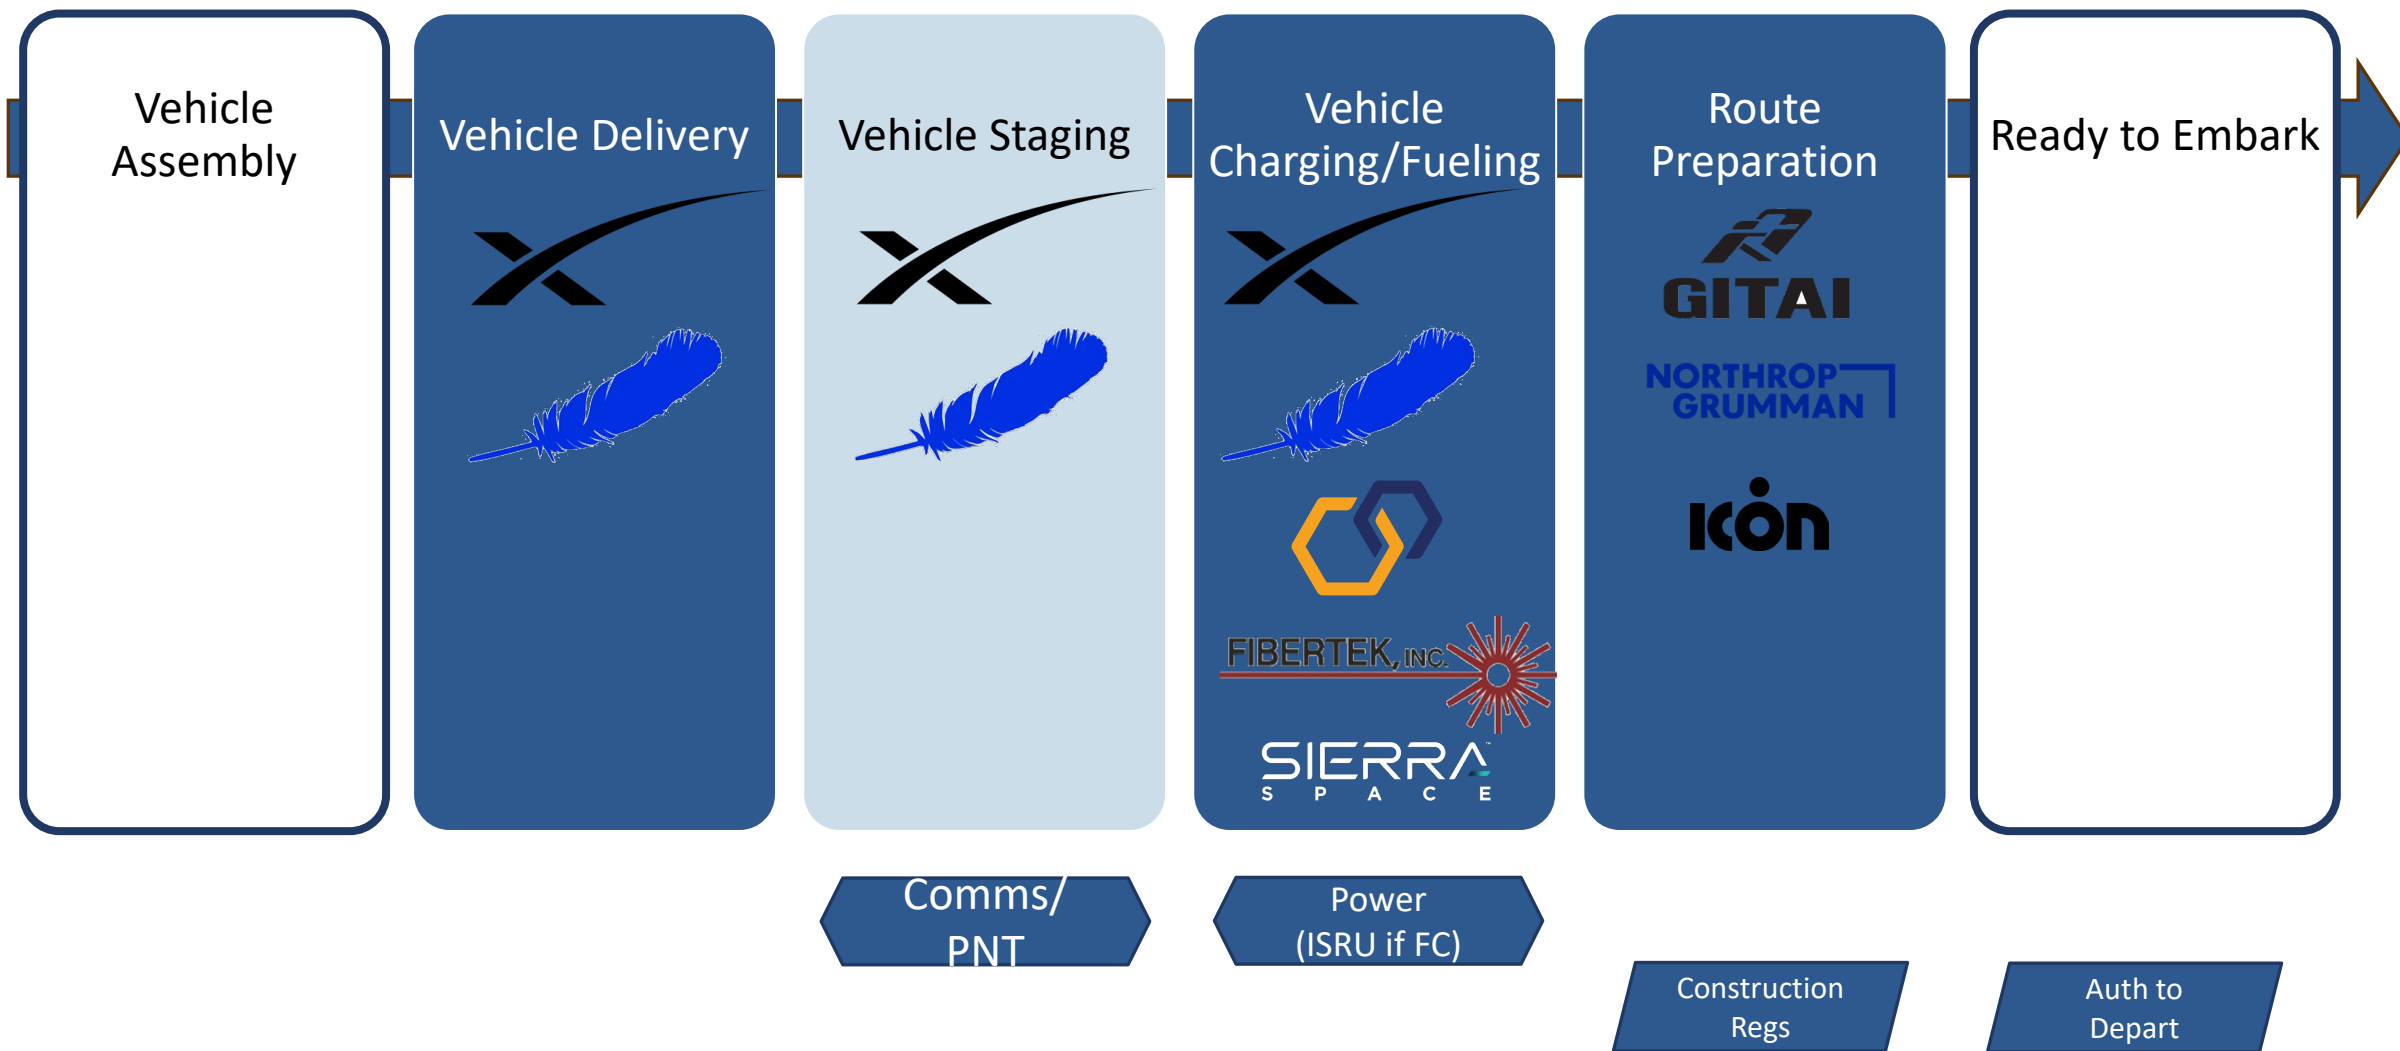 Vehicle
Assembly
Vehicle Delivery
Vehicle Staging
Vehicle
Charging/Fueling
Route
Preparation
Ready to Embark
GITAI
NORTHROP
GRUMMAN
ICON
FIBERTEK, INC.
SIERRA™
SPACE
Comms/
PNT
Power
(ISRU if FC)
Construction
Regs
Auth to
Depart